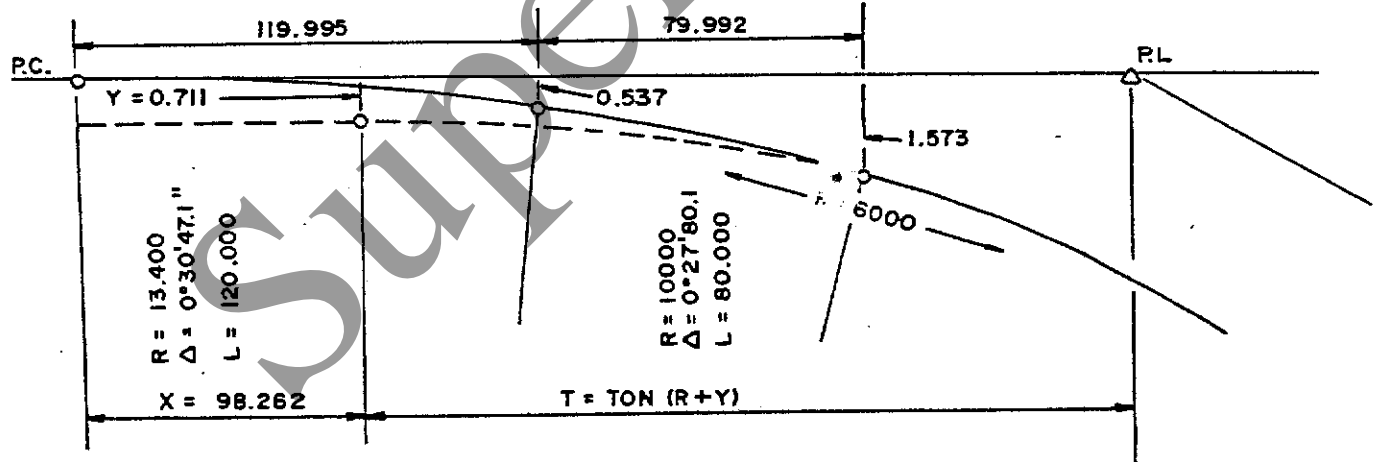 119.995
79.992
P.C.
P.L
Y = 0.711
0.537
1.573
6000
R = 13.400
Δ = 0°30'47.1"
L = 120.000
R = 10000
Δ = 0°27'80.1
L = 80.000
X = 98.262
T = TON (R+Y)
Super